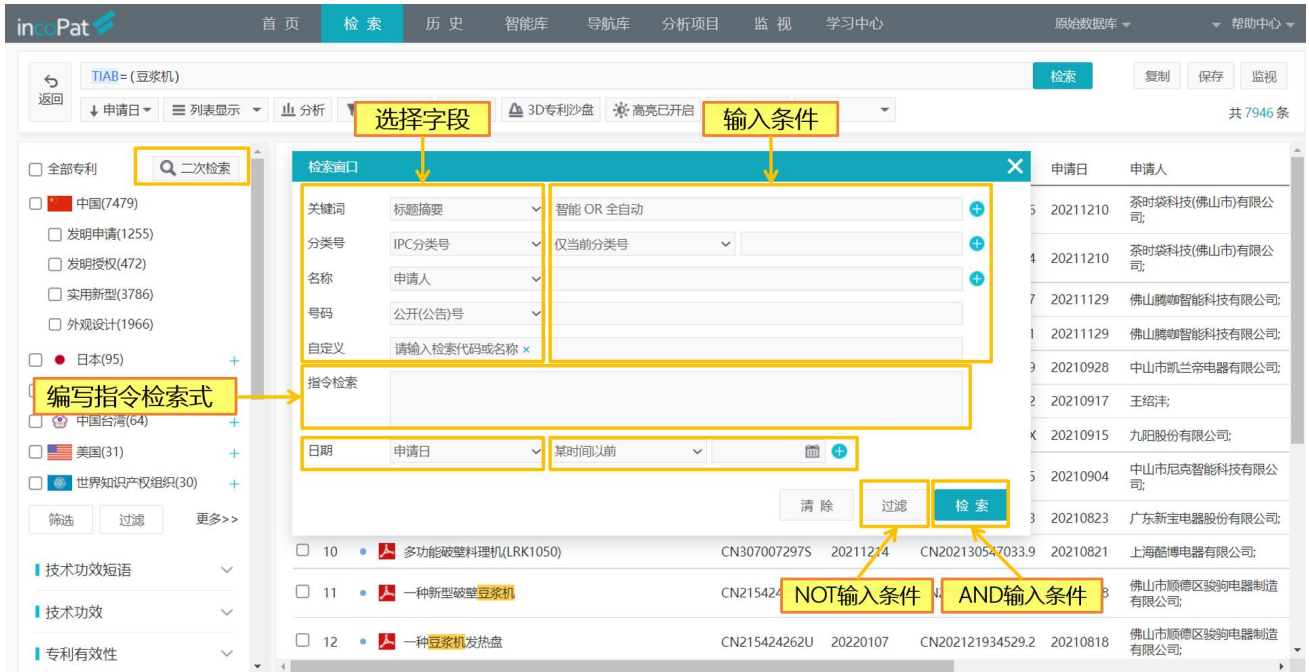 incoPat
首 页
检 索
历 史
智能库
导航库
分析项目
监 视
学习中心
原始数据库
帮助中心
返回
TIAB=(豆浆机)
检索
复制
保存
监视
申请日
列表显示
分析
选择字段
3D专利沙盘
高亮已开启
输入条件
共 7946 条
全部专利
二次检索
中国(7479)
发明申请(1255)
发明授权(472)
实用新型(3786)
外观设计(1966)
日本(95)
编写指令检索式
中国台湾(64)
美国(31)
世界知识产权组织(30)
筛选
过滤
更多>>
技术功效短语
技术功效
专利有效性
检索窗口
关键词
标题摘要
智能 OR 全自动
分类号
IPC分类号
仅当前分类号
名称
申请人
号码
公开(公告)号
自定义
请输入检索代码或名称 ×
指令检索
日期
申请日
某时间以前
清 除
过滤
检 索
NOT输入条件
AND输入条件
申请日
申请人
20211210
茶时袋科技(佛山市)有限公
司;
20211210
茶时袋科技(佛山市)有限公
司;
20211129
佛山腾咖智能科技有限公司;
20211129
佛山腾咖智能科技有限公司;
20210928
中山市凯兰帝电器有限公司;
20210917
王绍沣;
20210915
九阳股份有限公司;
20210904
中山市尼克智能科技有限公
司;
20210823
广东新宝电器股份有限公司;
10
多功能破壁料理机(LRK1050)
CN307007297S
20211214
CN202130547033.9
20210821
上海酷博电器有限公司;
11
一种新型破壁豆浆机
佛山市顺德区骏驹电器制造
有限公司;
12
一种豆浆机发热盘
CN215424262U
20220107
CN202121934529.2
20210818
佛山市顺德区骏驹电器制造
有限公司;